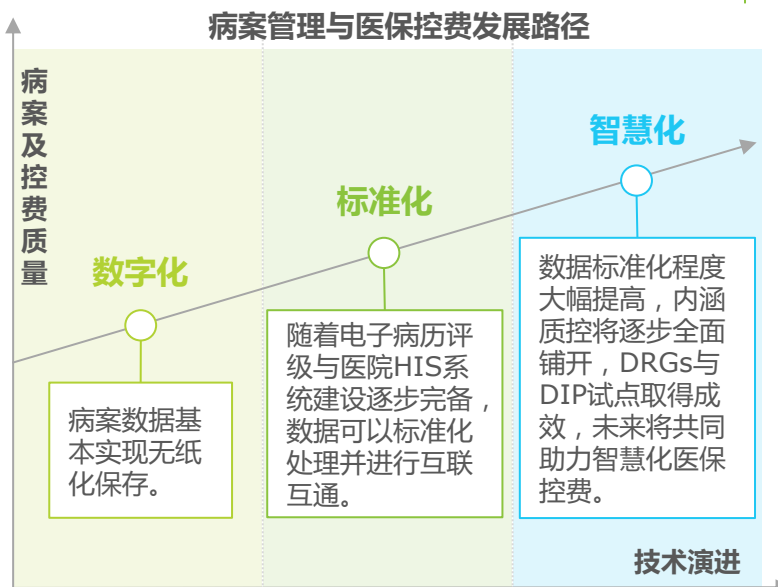 病案管理与医保控费发展路径
病案及控费质量
智慧化
标准化
数字化
数据标准化程度
大幅提高，内涵
质控将逐步全面
铺开，DRGs与
DIP试点取得成
效，未来将共同
助力智慧化医保
控费。
随着电子病历评
级与医院HIS系
统建设逐步完备，
数据可以标准化
处理并进行互联
互通。
病案数据基
本实现无纸
化保存。
技术演进